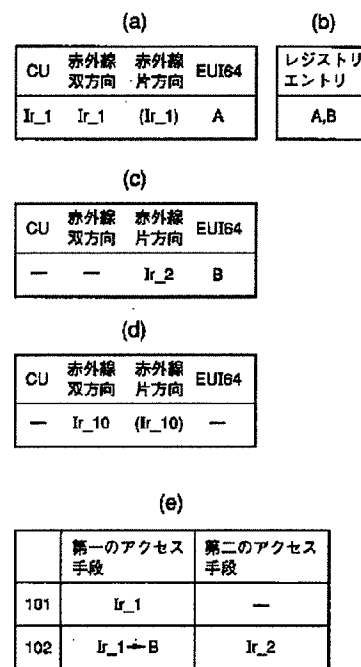 (a)
CU 赤外線双方向 赤外線片方向 EUI64
Ir_1 Ir_1 (Ir_1) A
(b)
レジストリ
エントリ
A,B
(c)
CU 赤外線双方向 赤外線片方向 EUI64
— — Ir_2 B
(d)
CU 赤外線双方向 赤外線片方向 EUI64
— Ir_10 (Ir_10) —
(e)
第一のアクセス手段 第二のアクセス手段
101 Ir_1 —
102 Ir_1←B Ir_2